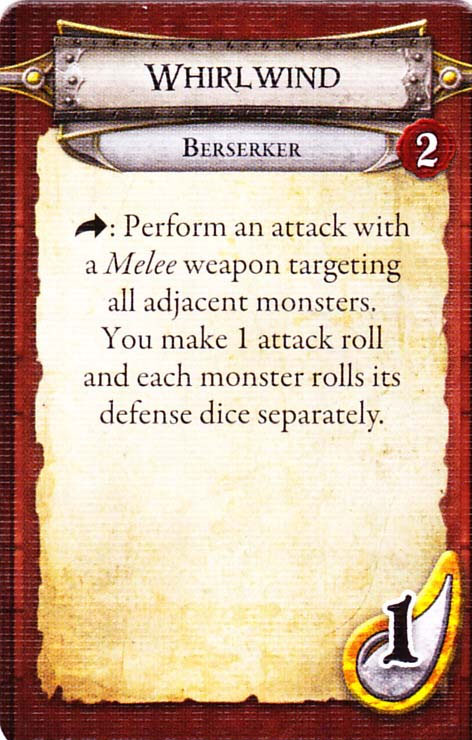 WHIRLWIND
BERSERKER
2
: Perform an attack with
a Melee weapon targeting
all adjacent monsters.
You make 1 attack roll
and each monster rolls its
defense dice separately.
1